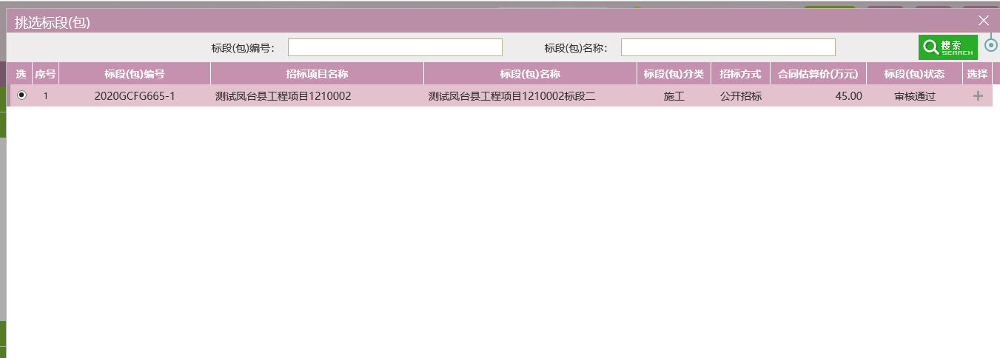 挑选标段(包)
标段(包)编号： 标段(包)名称： 搜索 SEARCH
选 序号 标段(包)编号 招标项目名称 标段(包)名称 标段(包)分类 招标方式 合同估算价(万元) 标段(包)状态 选择
1 2020GCFG665-1 测试凤台县工程项目1210002 测试凤台县工程项目1210002标段二 施工 公开招标 45.00 审核通过